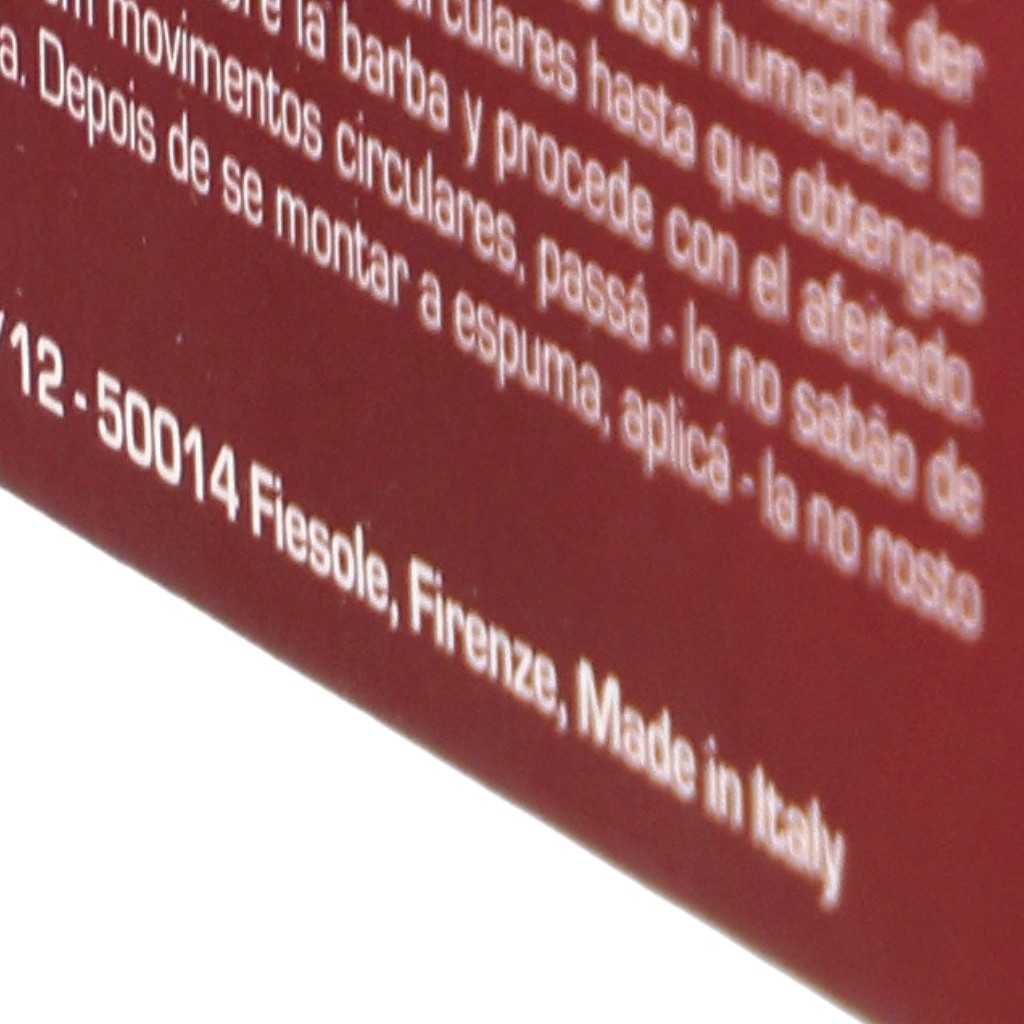 uso: humedece la
circulares hasta que obtengas
la barba y procede con el afeitado.
movimentos circulares, passá - lo no sabão de
a. Depois de se montar a espuma, aplicá - la no rosto
12 - 50014 Fiesole, Firenze, Made in Italy